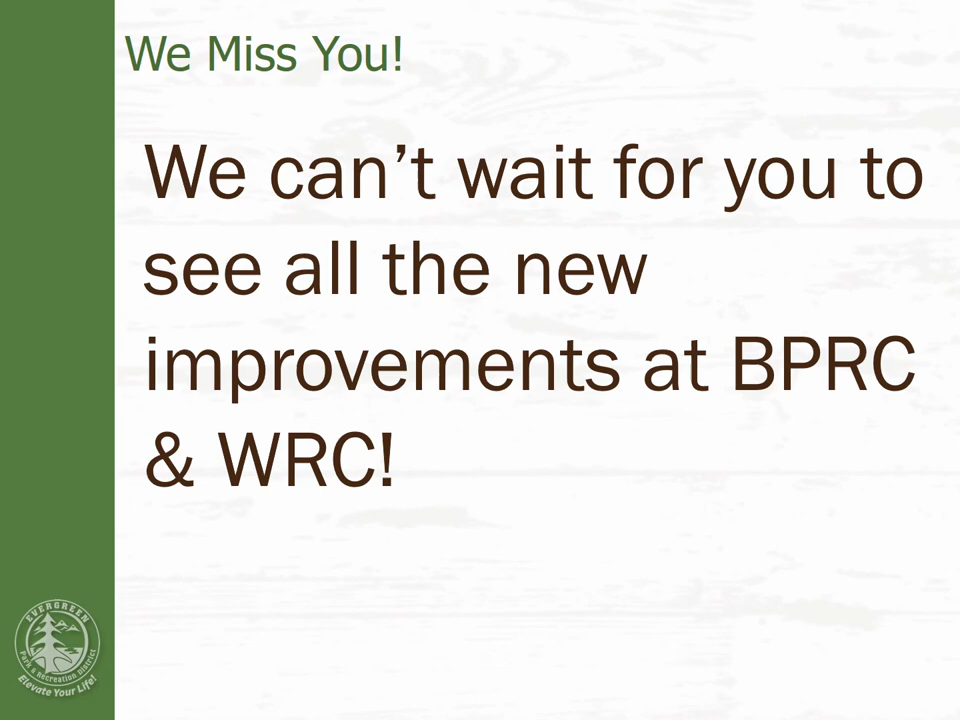 We Miss You!
We can’t wait for you to
see all the new
improvements at BPRC
& WRC!
EVERGREEN
Park & Recreation District
Elevate Your Life!